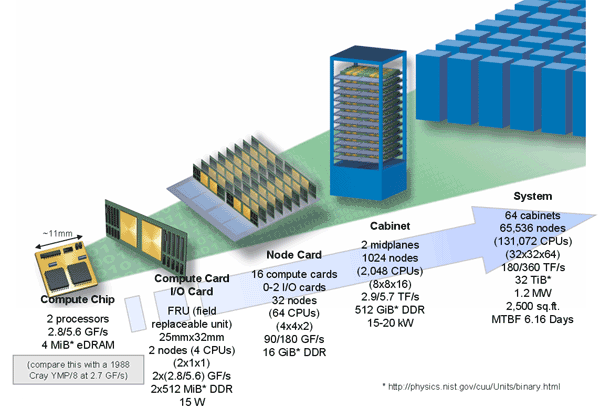 ~11mm
Compute Chip
2 processors
2.8/5.6 GF/s
4 MiB* eDRAM
(compare this with a 1988
Cray YMP/8 at 2.7 GF/s)
Compute Card
I/O Card
FRU (field
replaceable unit)
25mmx32mm
2 nodes (4 CPUs)
(2x1x1)
2x(2.8/5.6) GF/s
2x512 MiB* DDR
15 W
Node Card
16 compute cards
0-2 I/O cards
32 nodes
(64 CPUs)
(4x4x2)
90/180 GF/s
16 GiB* DDR
Cabinet
2 midplanes
1024 nodes
(2,048 CPUs)
(8x8x16)
2.9/5.7 TF/s
512 GiB* DDR
15-20 kW
System
64 cabinets
65,536 nodes
(131,072 CPUs)
(32x32x64)
180/360 TF/s
32 TiB*
1.2 MW
2,500 sq.ft.
MTBF 6.16 Days
* http://physics.nist.gov/cuu/Units/binary.html